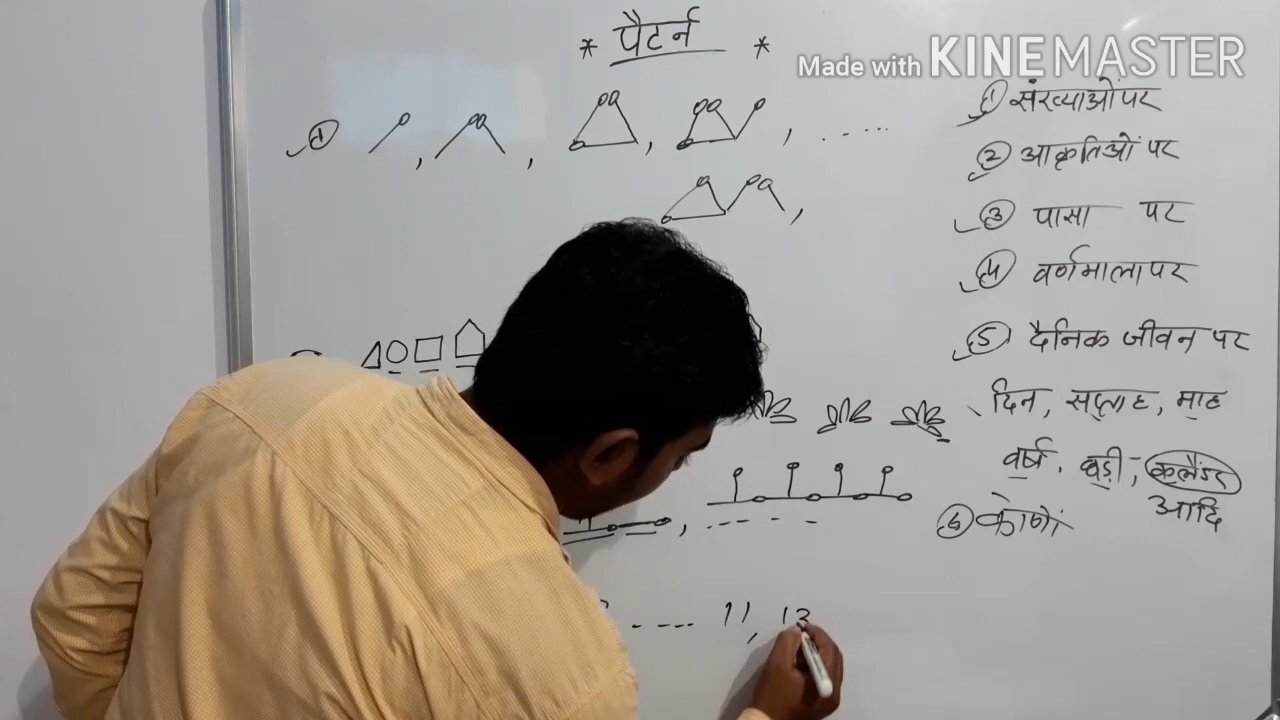 * पैटर्न *
Made with KINEMASTER
① , , , , .....
,
① संख्याओं पर
② आकृतिओं पर
③ पासा पर
④ वर्णमाला पर
⑤ दैनिक जीवन पर
दिन, सप्ताह, माह
वर्ष, घड़ी, कलैंडर
आदि
⑥ कोणों
, ----
---- 11, 13